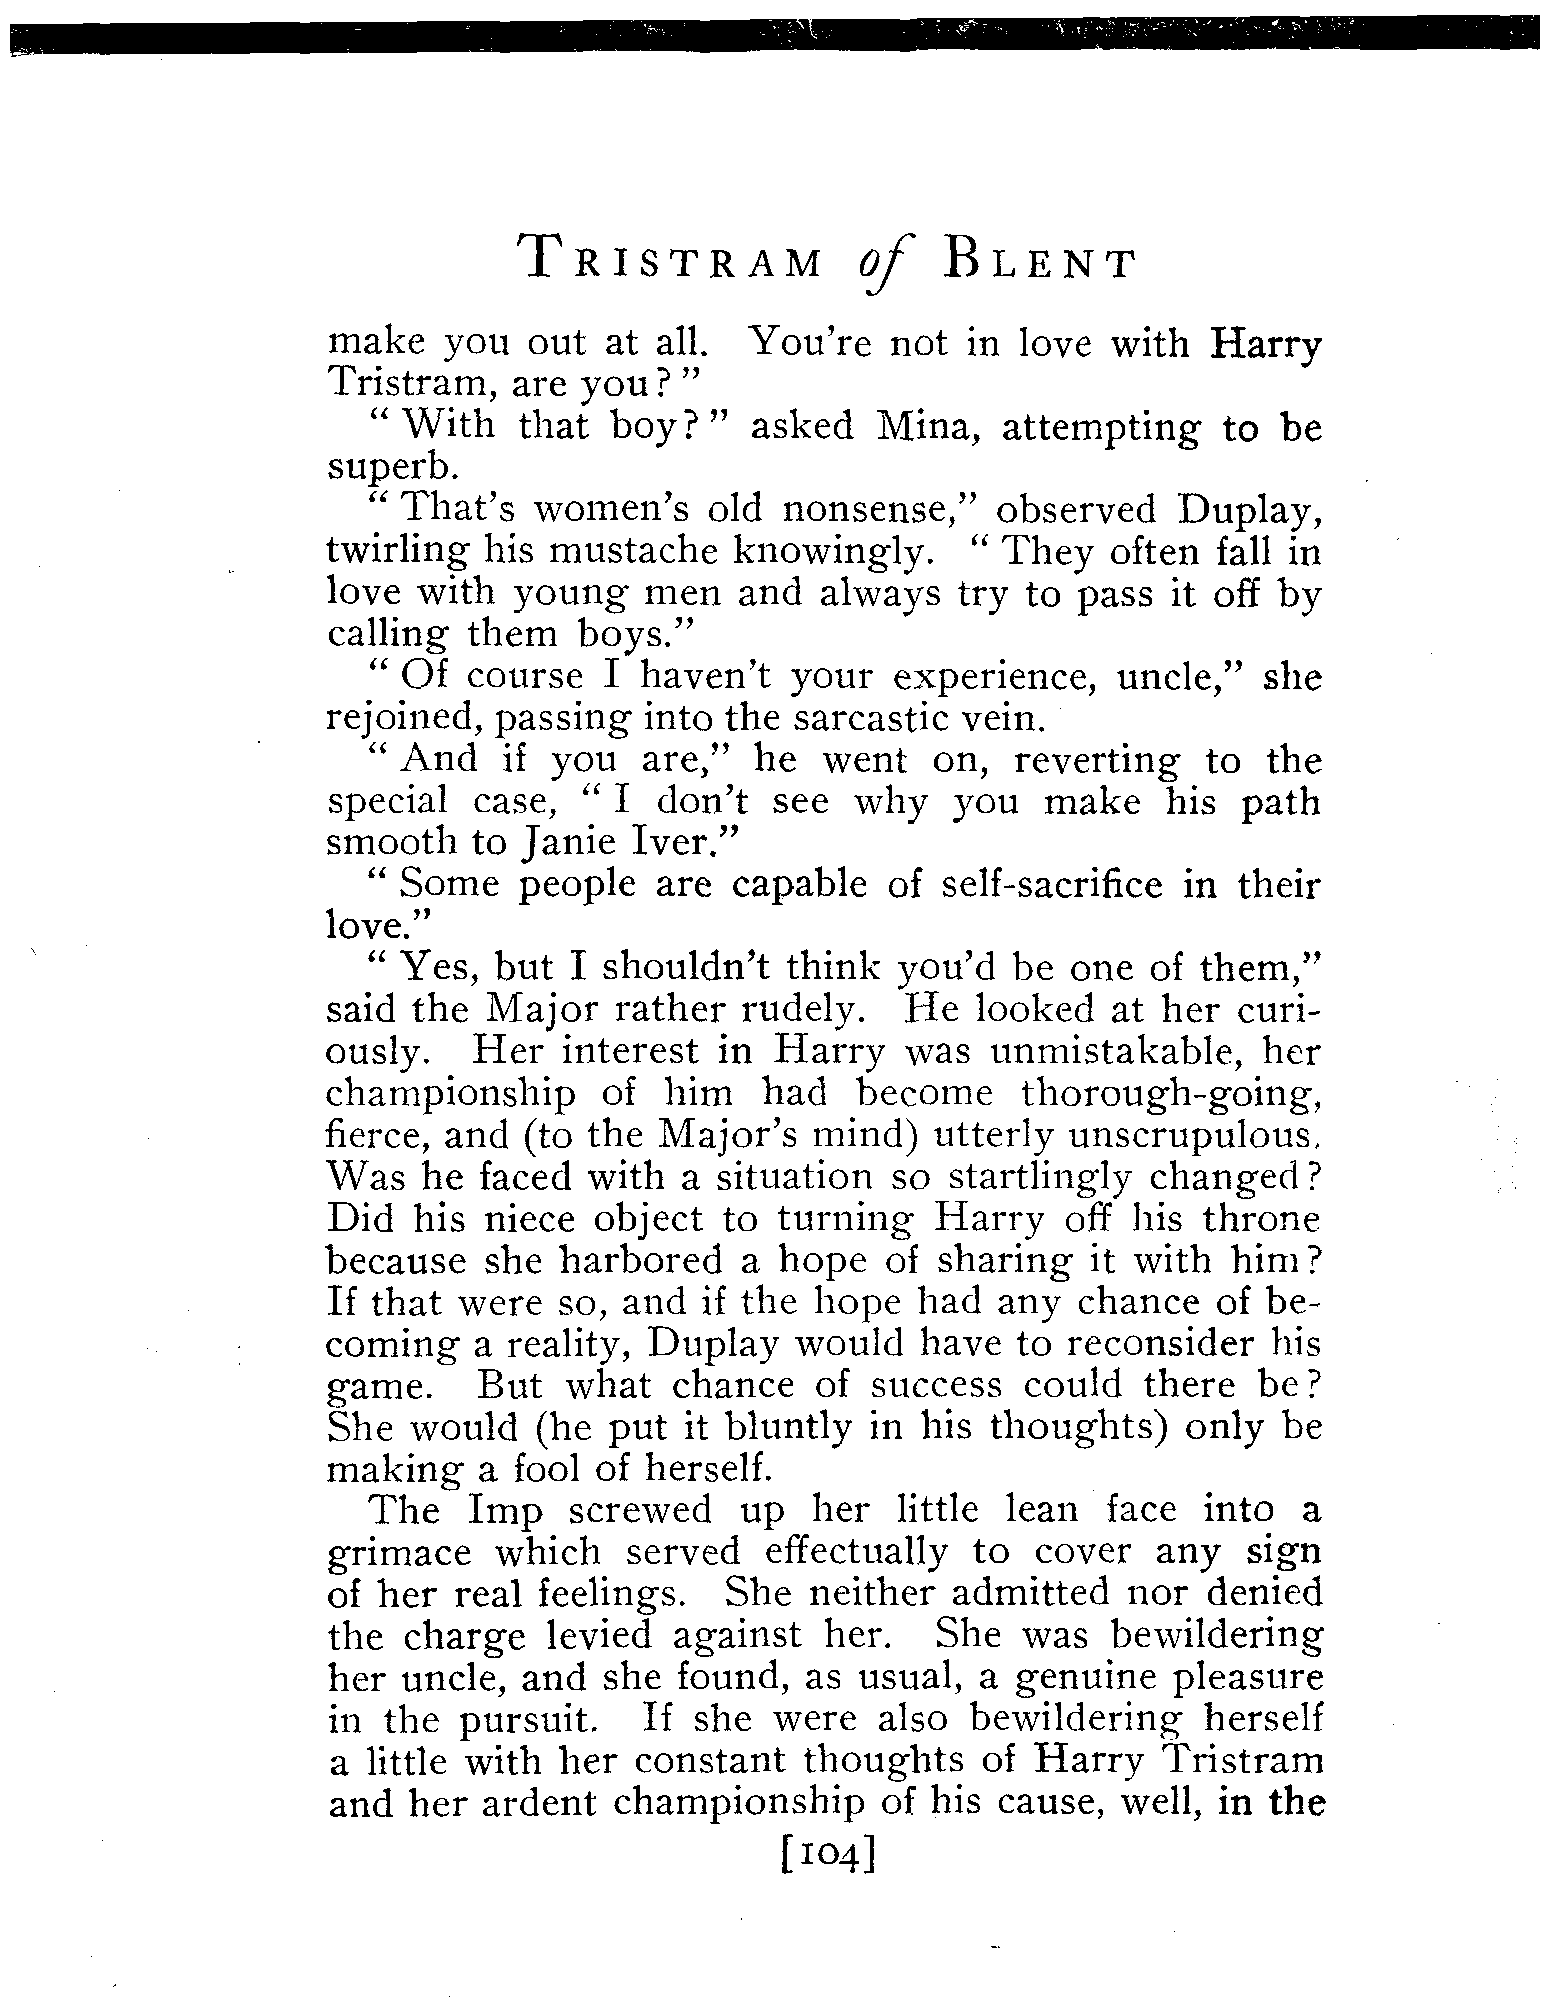 TRISTRAM of BLENT
make you out at all. You're not in love with Harry
Tristram, are you?"
"With that boy?" asked Mina, attempting to be
superb.
"That's women's old nonsense," observed Duplay,
twirling his mustache knowingly. "They often fall in
love with young men and always try to pass it off by
calling them boys."
"Of course I haven't your experience, uncle," she
rejoined, passing into the sarcastic vein.
"And if you are," he went on, reverting to the
special case, "I don't see why you make his path
smooth to Janie Iver."
"Some people are capable of self-sacrifice in their
love."
"Yes, but I shouldn't think you'd be one of them,"
said the Major rather rudely. He looked at her curi-
ously. Her interest in Harry was unmistakable, her
championship of him had become thorough-going,
fierce, and (to the Major's mind) utterly unscrupulous.
Was he faced with a situation so startlingly changed?
Did his niece object to turning Harry off his throne
because she harbored a hope of sharing it with him?
If that were so, and if the hope had any chance of be-
coming a reality, Duplay would have to reconsider his
game. But what chance of success could there be?
She would (he put it bluntly in his thoughts) only be
making a fool of herself.
The Imp screwed up her little lean face into a
grimace which served effectually to cover any sign
of her real feelings. She neither admitted nor denied
the charge levied against her. She was bewildering
her uncle, and she found, as usual, a genuine pleasure
in the pursuit. If she were also bewildering herself
a little with her constant thoughts of Harry Tristram
and her ardent championship of his cause, well, in the
[104]